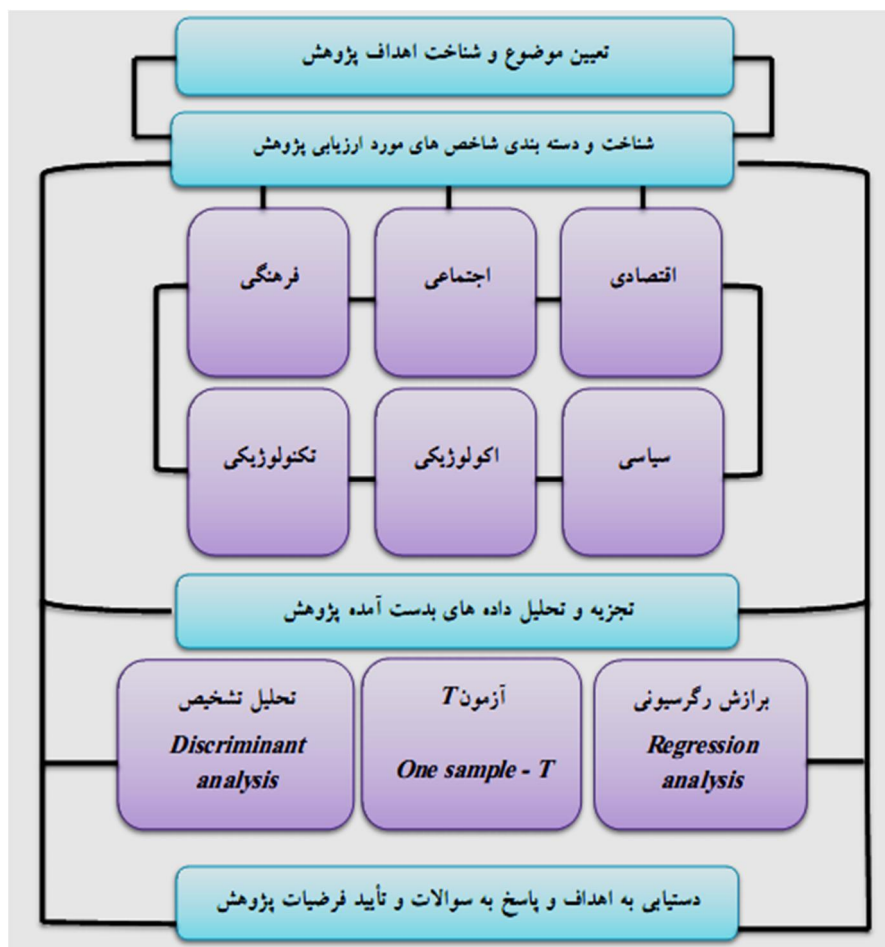 تعیین موضوع و شناخت اهداف پژوهش
شناخت و دسته بندی شاخص های مورد ارزیابی پژوهش
اقتصادی
اجتماعی
فرهنگی
سیاسی
اکولوژیکی
تکنولوژیکی
تجزیه و تحلیل داده های بدست آمده پژوهش
برازش رگرسیونی
Regression
analysis
آزمون T
One sample - T
تحلیل تشخیص
Discriminant
analysis
دستیابی به اهداف و پاسخ به سوالات و تأیید فرضیات پژوهش